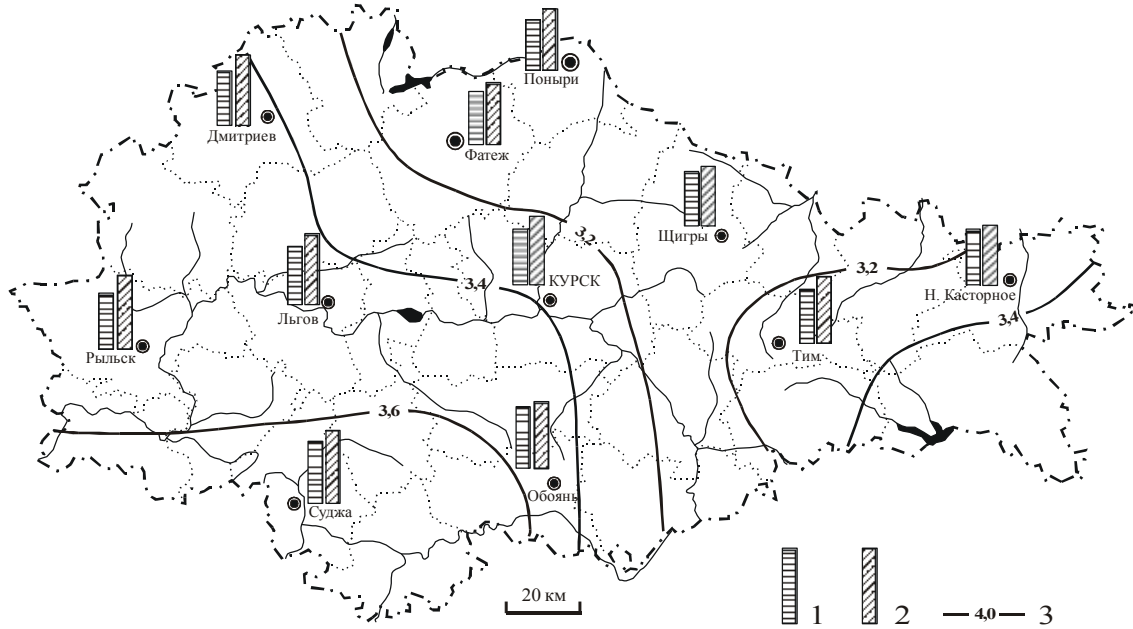 Поныри
Дмитриев
Фатеж
Щигры
3,2
3,2
КУРСК
3,4
Н. Касторное
Льгов
3,4
Рыльск
Тим
3,6
Обоянь
Суджа
20 км
1
2
4,0
3